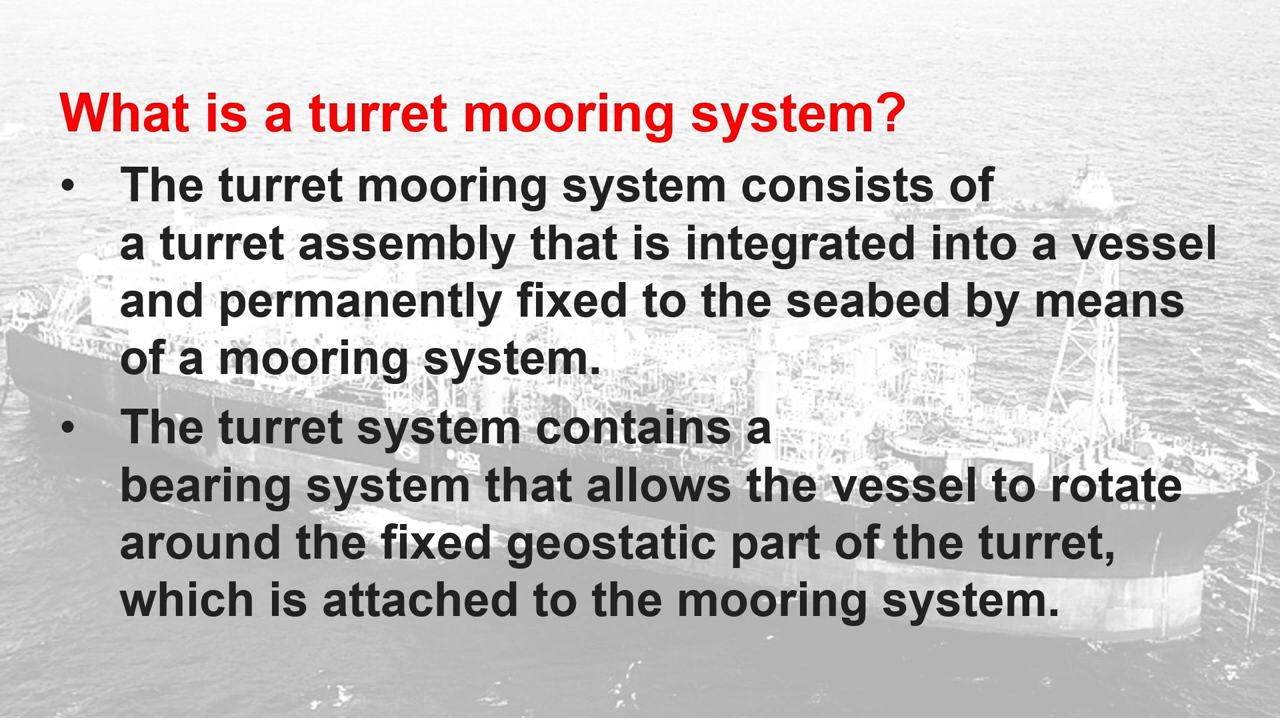 What is a turret mooring system?
• The turret mooring system consists of
a turret assembly that is integrated into a vessel
and permanently fixed to the seabed by means
of a mooring system.
• The turret system contains a
bearing system that allows the vessel to rotate
around the fixed geostatic part of the turret,
which is attached to the mooring system.